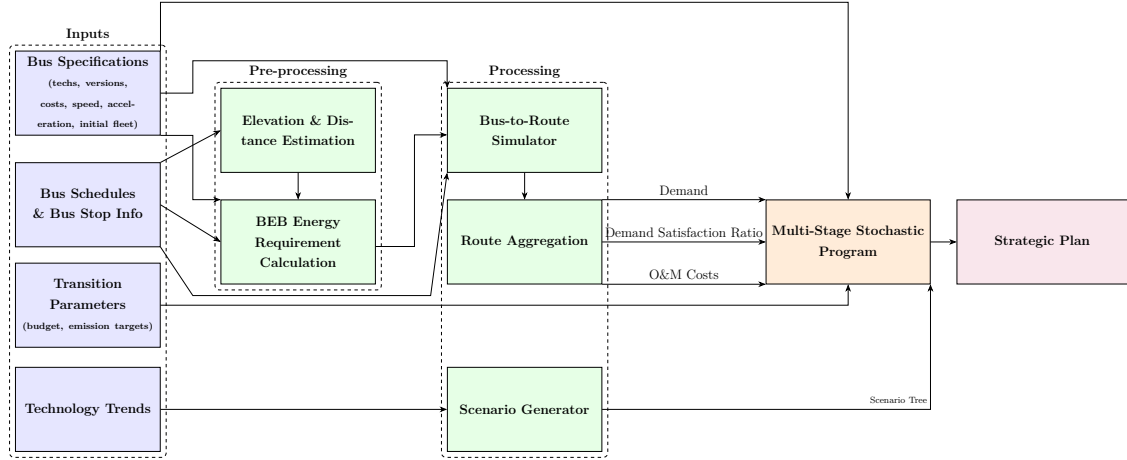 Inputs
Bus Specifications
(techs, versions,
costs, speed, accel-
eration, initial fleet)
Bus Schedules
& Bus Stop Info
Transition
Parameters
(budget, emission targets)
Technology Trends
Pre-processing
Elevation & Dis-
tance Estimation
BEB Energy
Requirement
Calculation
Processing
Bus-to-Route
Simulator
Route Aggregation
Scenario Generator
Demand
Demand Satisfaction Ratio
O&M Costs
Scenario Tree
Multi-Stage Stochastic
Program
Strategic Plan